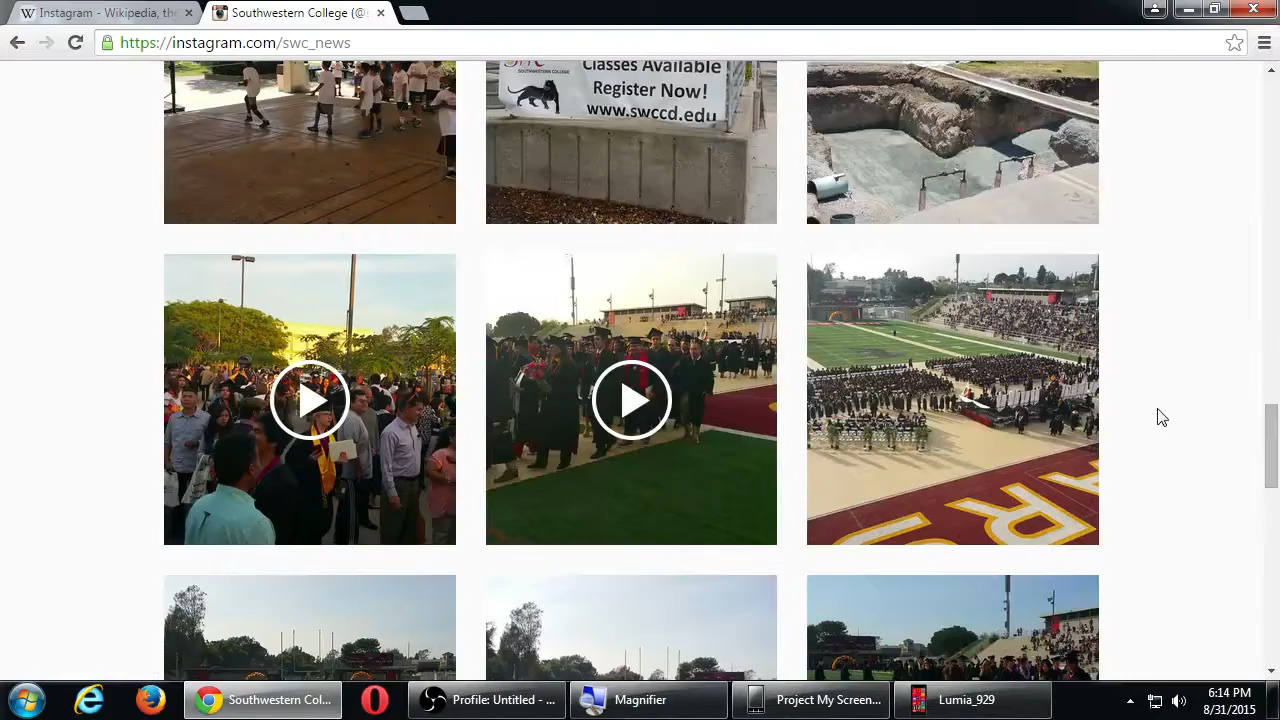 Instagram - Wikipedia, the
Southwestern College (@s
https://instagram.com/swc_news
SOUTHWESTERN COLLEGE
Classes Available
Register Now!
www.swccd.edu
Southwestern Col...
Profile: Untitled - ...
Magnifier
Project My Screen...
Lumia_929
6:14 PM
8/31/2015